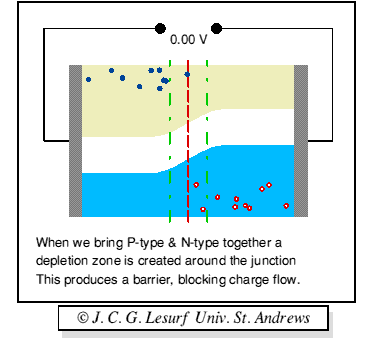 0.00 V
When we bring P-type & N-type together a
depletion zone is created around the junction
This produces a barrier, blocking charge flow.
© J. C. G. Lesurf Univ. St. Andrews